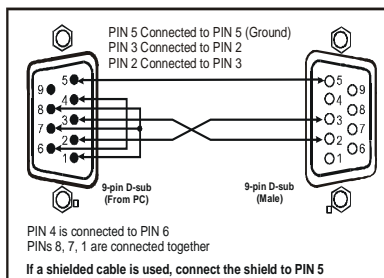 PIN 5 Connected to PIN 5 (Ground)
PIN 3 Connected to PIN 2
PIN 2 Connected to PIN 3
5
9
4
8
3
7
2
6
1
5
9
4
8
3
7
2
6
1
9-pin D-sub
(From PC)
9-pin D-sub
(Male)
PIN 4 is connected to PIN 6
PINs 8, 7, 1 are connected together
If a shielded cable is used, connect the shield to PIN 5